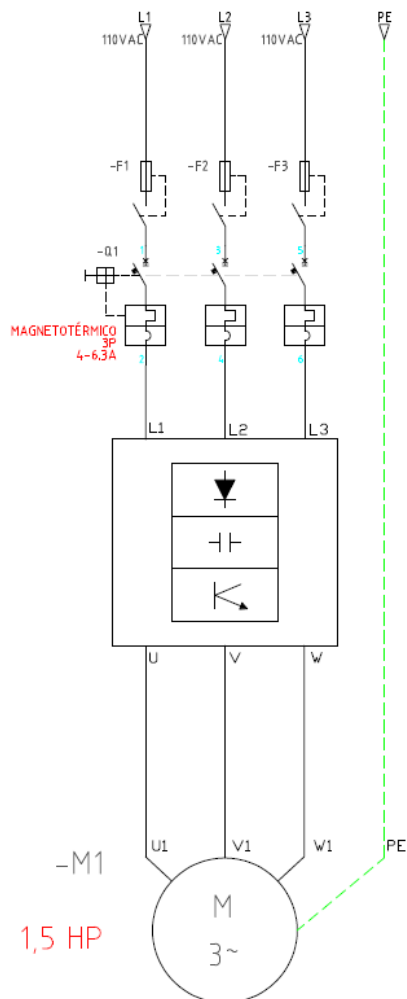 L1 L2 L3 PE
110VAC 110VAC 110VAC
-F1 -F2 -F3
1 3 5
-Q1
MAGNETOTÉRMICO
3P
4-6,3A
2 4 6
L1 L2 L3
U V W
U1 V1 W1 PE
-M1
M
3~
1,5 HP